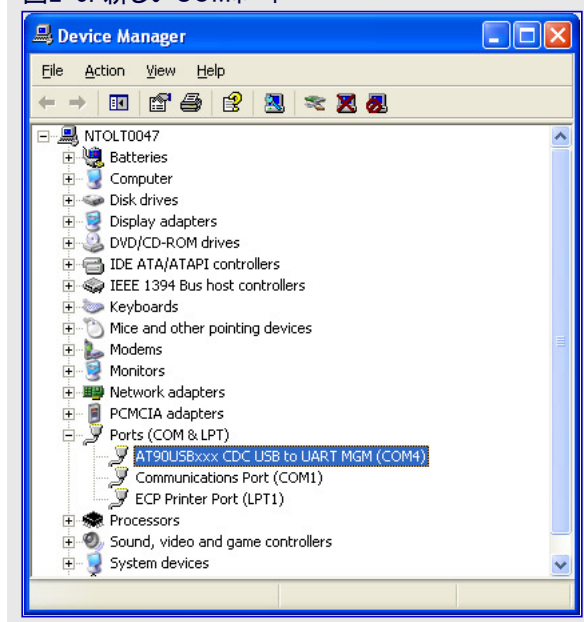 Device Manager
File Action View Help
NTOLT0047
Batteries
Computer
Disk drives
Display adapters
DVD/CD-ROM drives
IDE ATA/ATAPI controllers
IEEE 1394 Bus host controllers
Keyboards
Mice and other pointing devices
Modems
Monitors
Network adapters
PCMCIA adapters
Ports (COM & LPT)
AT90USBxxx CDC USB to UART MGM (COM4)
Communications Port (COM1)
ECP Printer Port (LPT1)
Processors
Sound, video and game controllers
System devices